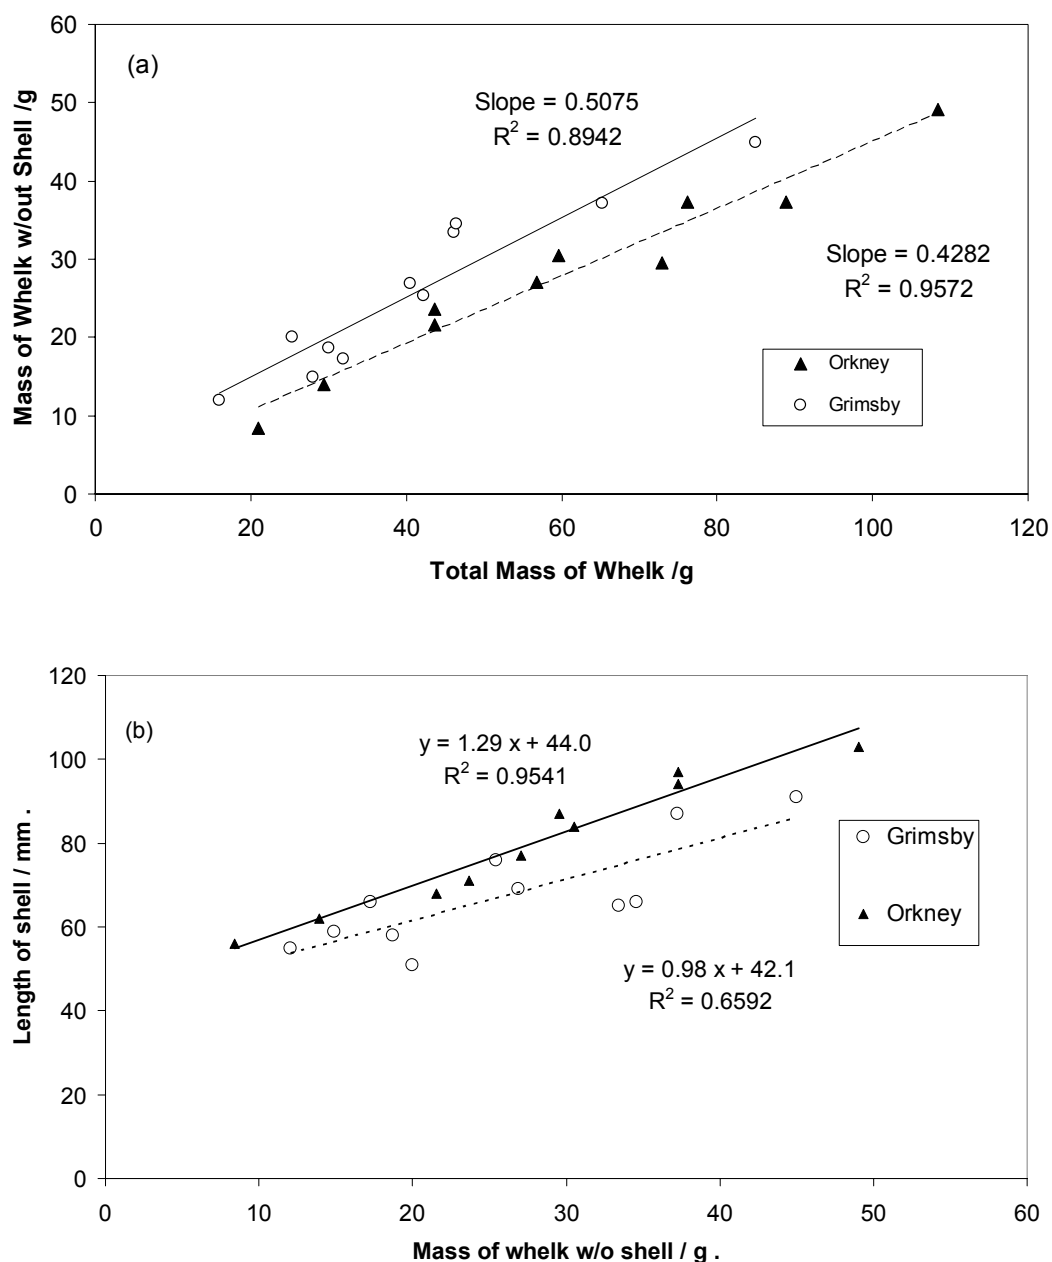 60
(a)
Slope = 0.5075
R² = 0.8942
50
40
30
Slope = 0.4282
R² = 0.9572
20
10
0
Orkney
Grimsby
0 20 40 60 80 100 120
Mass of Whelk w/out Shell /g
Total Mass of Whelk /g
120
(b)
y = 1.29 x + 44.0
R² = 0.9541
100
80
60
40
20
0
Grimsby
Orkney
y = 0.98 x + 42.1
R² = 0.6592
0 10 20 30 40 50 60
Length of shell / mm .
Mass of whelk w/o shell / g .